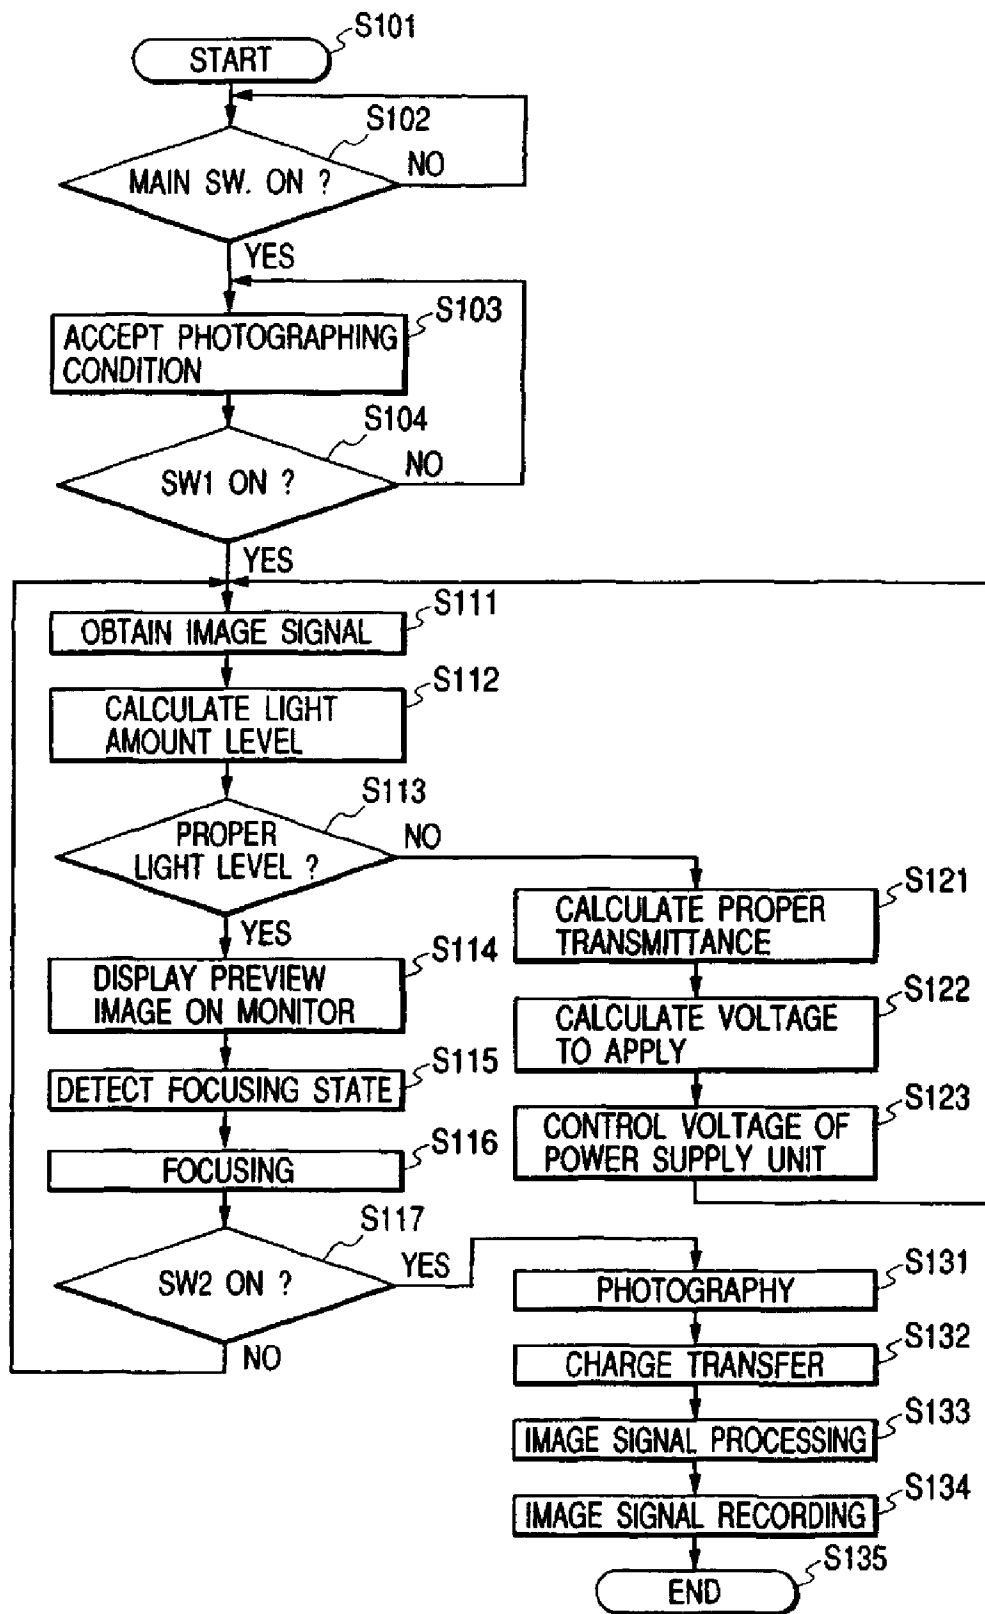 S101
START
S102
MAIN SW. ON ?
NO
YES
S103
ACCEPT PHOTOGRAPHING
CONDITION
S104
SW1 ON ?
NO
YES
S111
OBTAIN IMAGE SIGNAL
S112
CALCULATE LIGHT
AMOUNT LEVEL
S113
PROPER
LIGHT LEVEL ?
NO
YES
S114
DISPLAY PREVIEW
IMAGE ON MONITOR
S115
DETECT FOCUSING STATE
S116
FOCUSING
S117
SW2 ON ?
YES
NO
S121
CALCULATE PROPER
TRANSMITTANCE
S122
CALCULATE VOLTAGE
TO APPLY
S123
CONTROL VOLTAGE OF
POWER SUPPLY UNIT
S131
PHOTOGRAPHY
S132
CHARGE TRANSFER
S133
IMAGE SIGNAL PROCESSING
S134
IMAGE SIGNAL RECORDING
S135
END